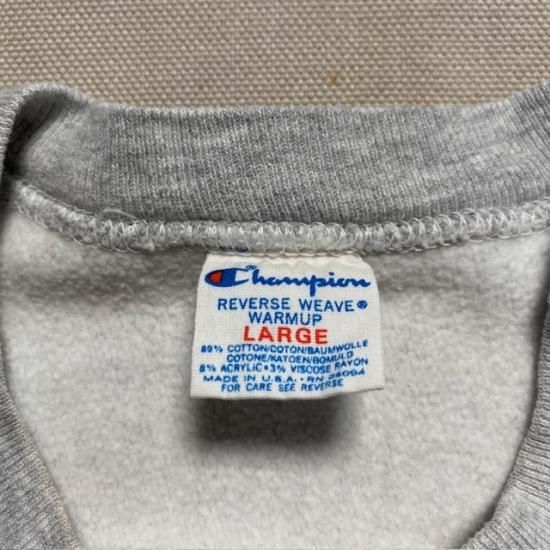 Champion®
REVERSE WEAVE®
WARMUP
LARGE
89% COTTON/COTON/BAUMWOLLE
COTONE/KATOEN/BOMULD
8% ACRYLIC•3% VISCOSE RAYON
MADE IN U.S.A. • RN 26094
FOR CARE SEE REVERSE